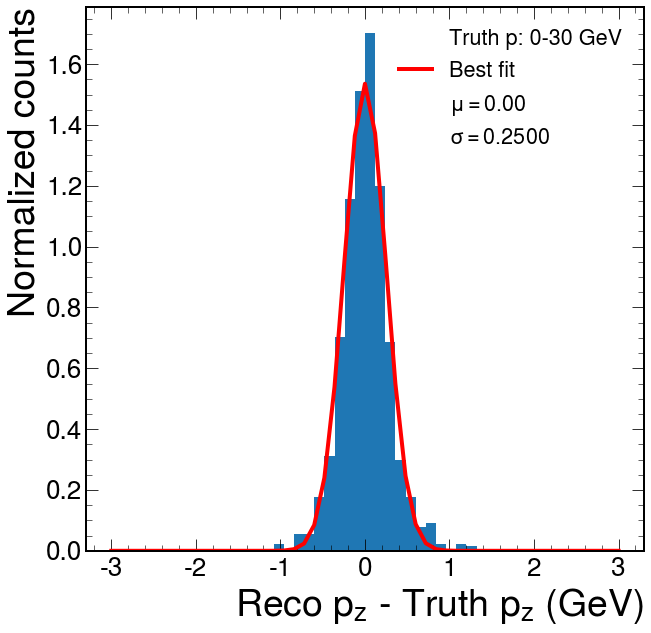 Normalized counts
1.6
1.4
1.2
1.0
0.8
0.6
0.4
0.2
0.0
Truth p: 0-30 GeV
Best fit
μ = 0.00
σ = 0.2500
-3 -2 -1 0 1 2 3
Reco p_z - Truth p_z (GeV)